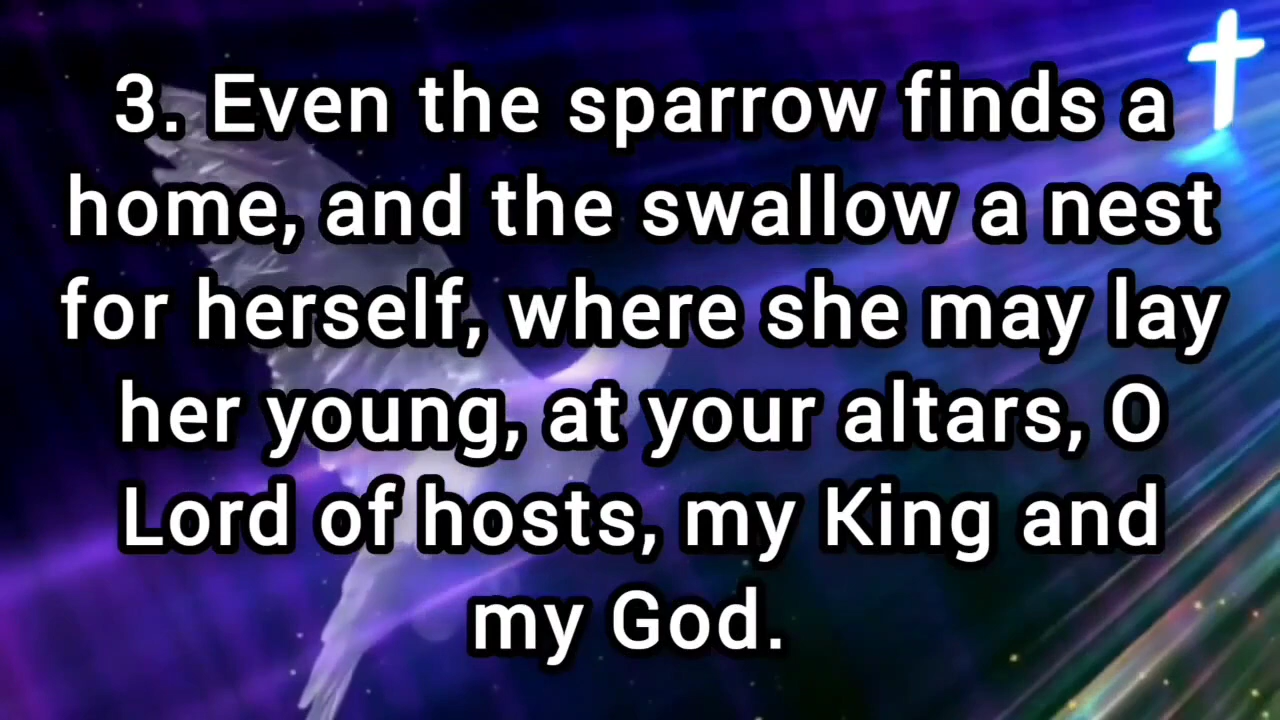 3. Even the sparrow finds a
home, and the swallow a nest
for herself, where she may lay
her young, at your altars, O
Lord of hosts, my King and
my God.